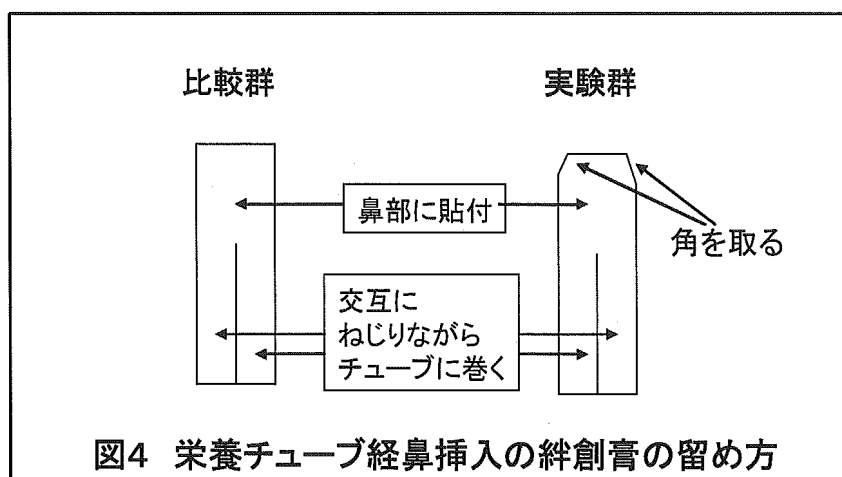 比較群
実験群
鼻部に貼付
角を取る
交互に
ねじりながら
チューブに巻く
図4 栄養チューブ経鼻挿入の絆創膏の留め方